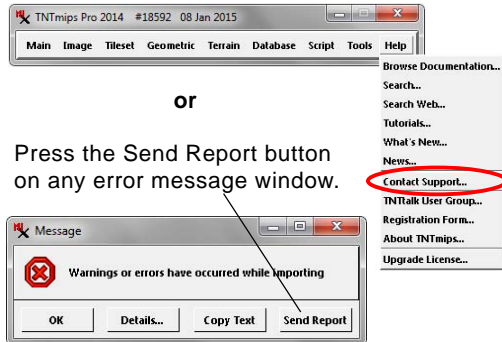 TNTmips Pro 2014 #18592 08 Jan 2015
Main Image Tileset Geometric Terrain Database Script Tools Help
Browse Documentation...
Search...
Search Web...
Tutorials...
What's New...
News...
Contact Support...
TNTtalk User Group...
Registration Form...
About TNTmips...
Upgrade License...
or
Press the Send Report button
on any error message window.
Message
Warnings or errors have occurred while importing
OK Details... Copy Text Send Report